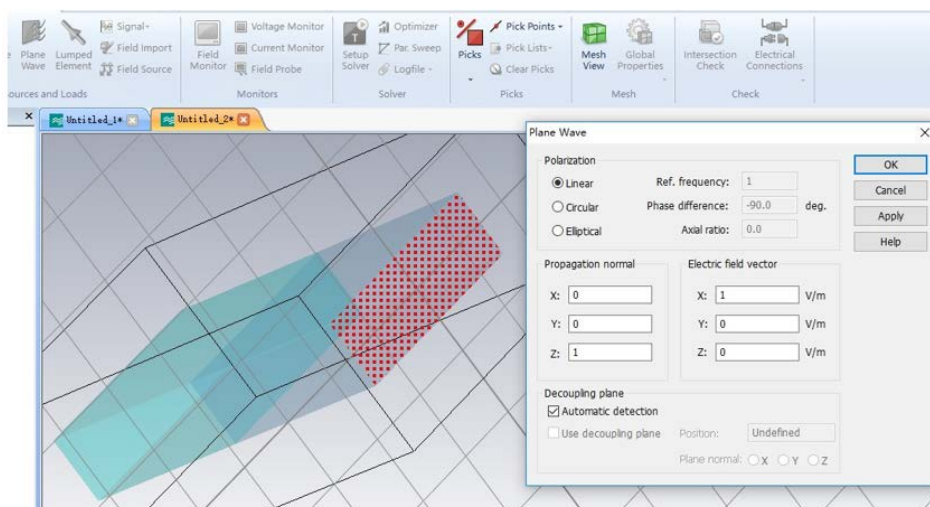 Signal▾ Voltage Monitor Optimizer Pick Points ▾
Plane Wave Lumped Element Field Import Field Monitor Current Monitor Setup Solver Par. Sweep Picks Pick Lists▾ Mesh View Global Properties Intersection Check Electrical Connections
Field Source Field Probe Logfile ▾ Clear Picks
ources and Loads Monitors Solver Picks Mesh Check
Untitled_1* Untitled_2*
Plane Wave
Polarization
OK
Linear Ref. frequency: 1
Cancel
Circular Phase difference: -90.0 deg.
Apply
Elliptical Axial ratio: 0.0
Help
Propagation normal Electric field vector
X: 0 X: 1 V/m
Y: 0 Y: 0 V/m
Z: 1 Z: 0 V/m
Decoupling plane
Automatic detection
Use decoupling plane Position: Undefined
Plane normal: X Y Z